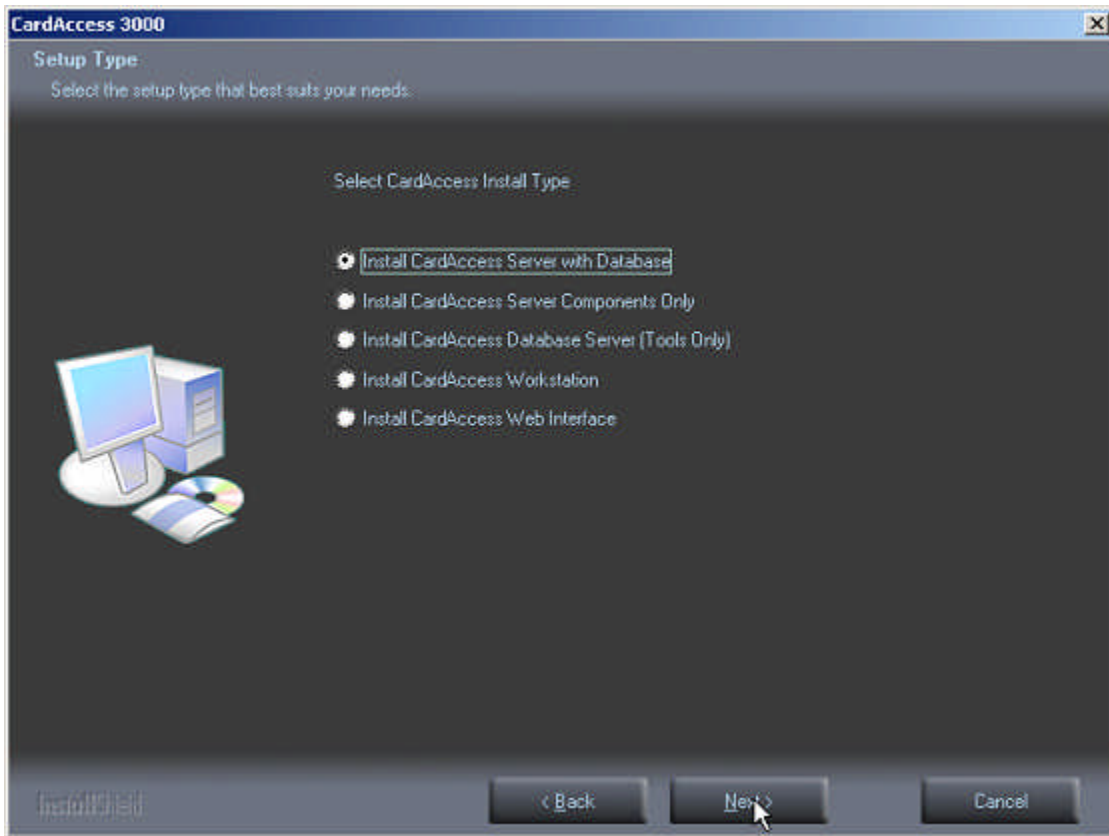 CardAccess 3000
Setup Type
Select the setup type that best suits your needs.
Select CardAccess Install Type
Install CardAccess Server with Database
Install CardAccess Server Components Only
Install CardAccess Database Server (Tools Only)
Install CardAccess Workstation
Install CardAccess Web Interface
InstallShield
< Back
Next >
Cancel